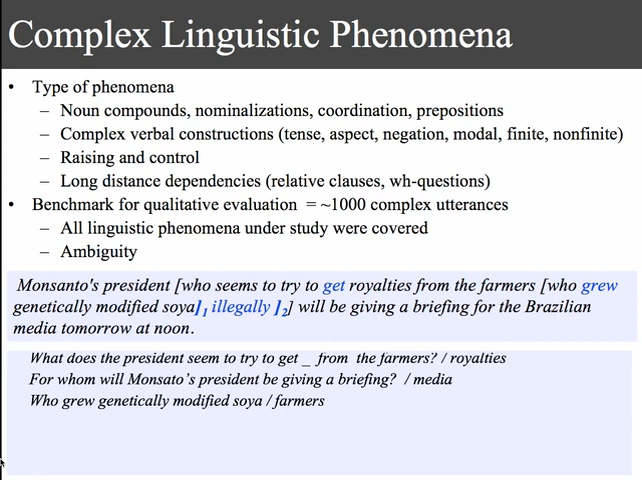 Complex Linguistic Phenomena
• Type of phenomena
– Noun compounds, nominalizations, coordination, prepositions
– Complex verbal constructions (tense, aspect, negation, modal, finite, nonfinite)
– Raising and control
– Long distance dependencies (relative clauses, wh-questions)
• Benchmark for qualitative evaluation = ~1000 complex utterances
– All linguistic phenomena under study were covered
– Ambiguity
Monsanto's president [who seems to try to get royalties from the farmers [who grew
genetically modified soya]1 illegally ]2] will be giving a briefing for the Brazilian
media tomorrow at noon.
What does the president seem to try to get _ from the farmers? / royalties
For whom will Monsato's president be giving a briefing? / media
Who grew genetically modified soya / farmers